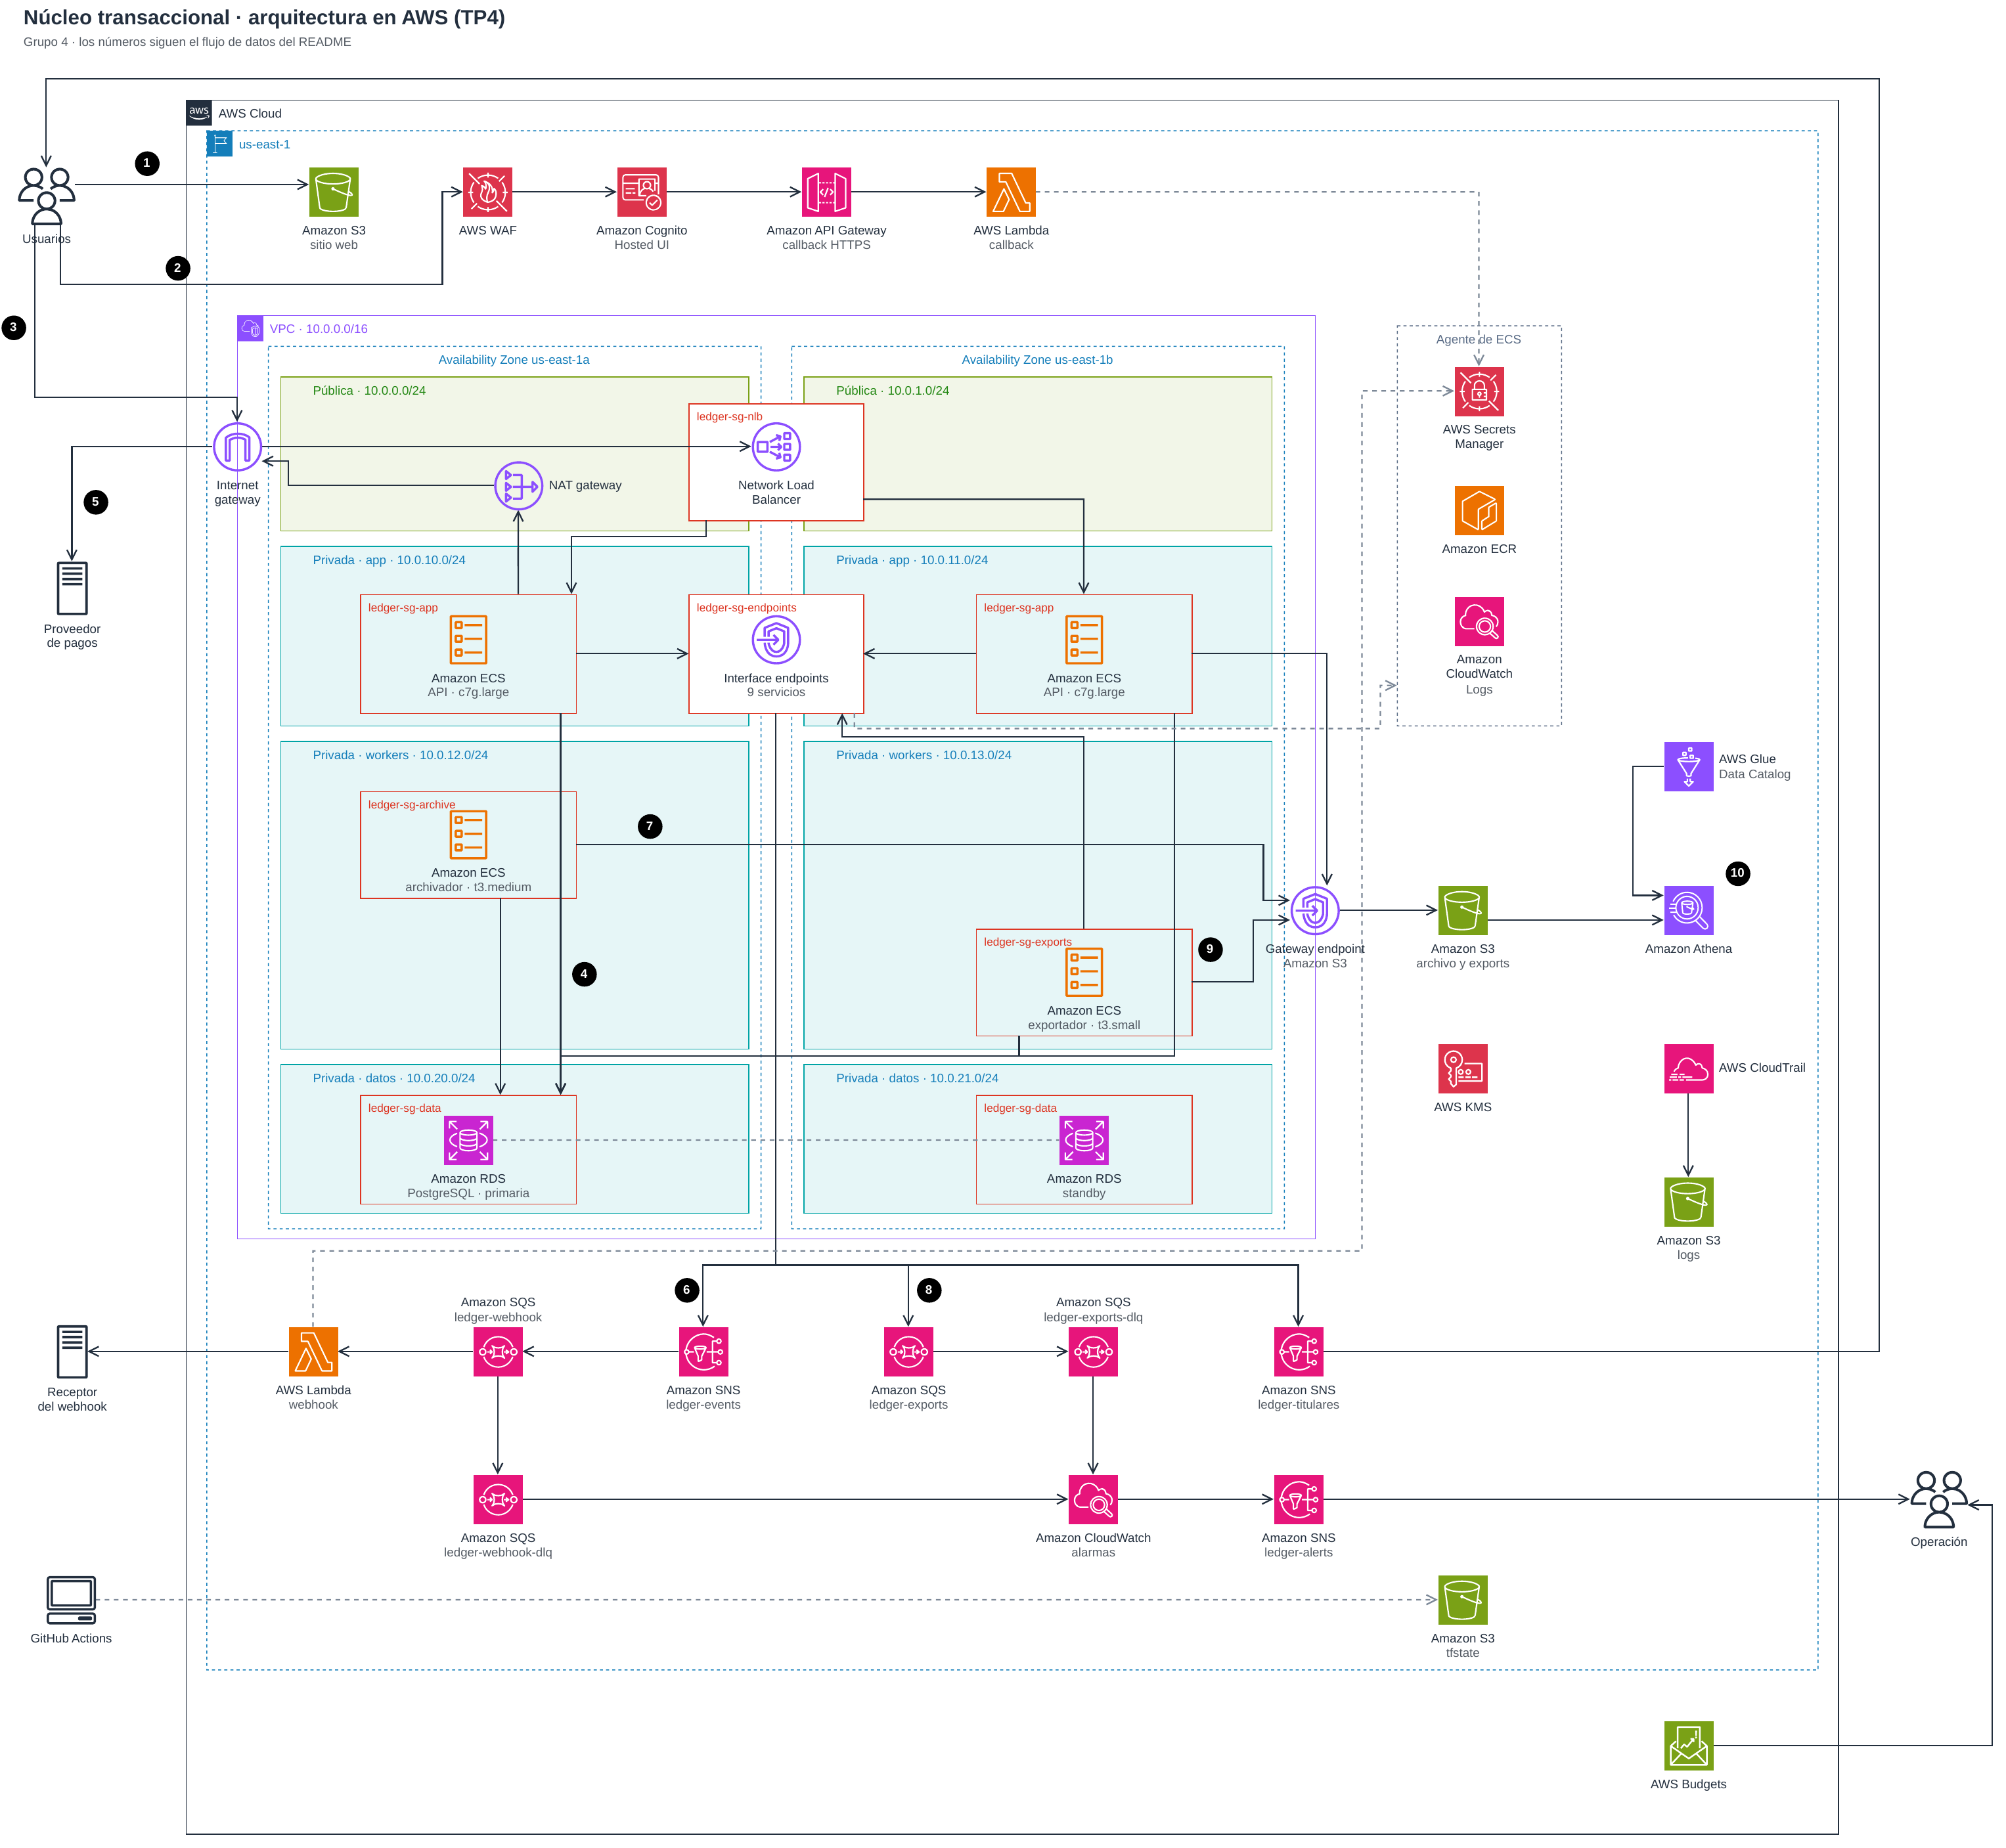 Núcleo transaccional · arquitectura en AWS (TP4)
Grupo 4 · los números siguen el flujo de datos del README
aws
AWS Cloud
us-east-1
1
Usuarios
Amazon S3
sitio web
AWS WAF
Amazon Cognito
Hosted UI
Amazon API Gateway
callback HTTPS
AWS Lambda
callback
2
3
VPC · 10.0.0.0/16
Availability Zone us-east-1a
Availability Zone us-east-1b
Agente de ECS
Pública · 10.0.0.0/24
Pública · 10.0.1.0/24
ledger-sg-nlb
Network Load
Balancer
NAT gateway
Internet
gateway
AWS Secrets
Manager
5
Amazon ECR
Privada · app · 10.0.10.0/24
Privada · app · 10.0.11.0/24
Proveedor
de pagos
ledger-sg-app
Amazon ECS
API · c7g.large
ledger-sg-endpoints
Interface endpoints
9 servicios
ledger-sg-app
Amazon ECS
API · c7g.large
Amazon
CloudWatch
Logs
Privada · workers · 10.0.12.0/24
Privada · workers · 10.0.13.0/24
AWS Glue
Data Catalog
ledger-sg-archive
Amazon ECS
archivador · t3.medium
7
10
4
ledger-sg-exports
Amazon ECS
exportador · t3.small
9
Gateway endpoint
Amazon S3
Amazon S3
archivo y exports
Amazon Athena
Privada · datos · 10.0.20.0/24
Privada · datos · 10.0.21.0/24
AWS KMS
AWS CloudTrail
ledger-sg-data
Amazon RDS
PostgreSQL · primaria
ledger-sg-data
Amazon RDS
standby
Amazon S3
logs
6
8
Amazon SQS
ledger-webhook
Amazon SQS
ledger-exports-dlq
Receptor
del webhook
AWS Lambda
webhook
Amazon SNS
ledger-events
Amazon SQS
ledger-exports
Amazon SNS
ledger-titulares
Amazon SQS
ledger-webhook-dlq
Amazon CloudWatch
alarmas
Amazon SNS
ledger-alerts
Operación
GitHub Actions
Amazon S3
tfstate
AWS Budgets